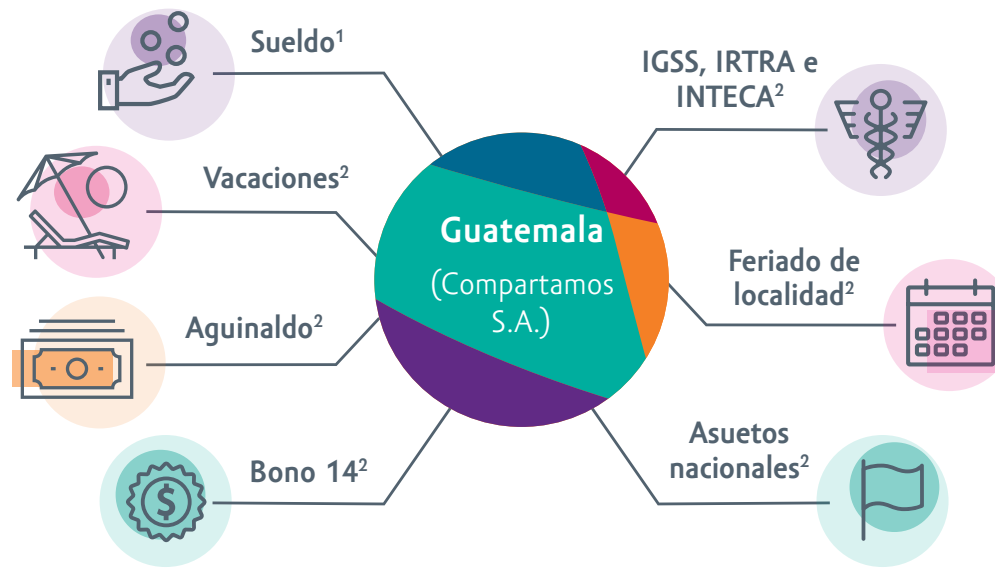 Sueldo¹
Vacaciones²
Aguinaldo²
Bono 14²
Guatemala
(Compartamos
S.A.)
IGSS, IRTRA e
INTECA²
Feriado de
localidad²
Asuetos
nacionales²
$